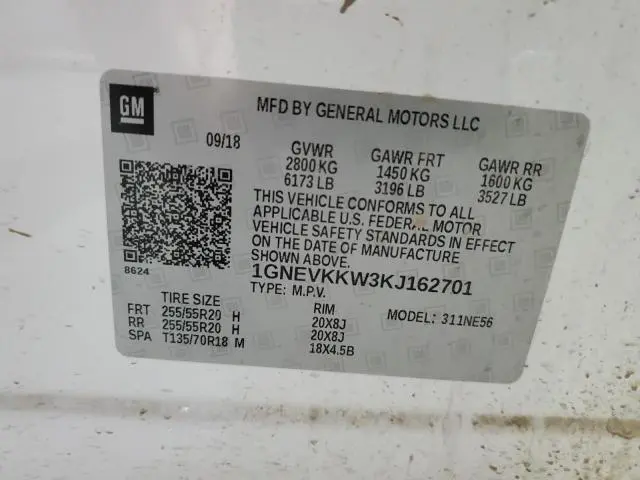 GM
MFD BY GENERAL MOTORS LLC
09/18
GVWR GAWR FRT GAWR RR
2800 KG 1450 KG 1600 KG
6173 LB 3196 LB 3527 LB
THIS VEHICLE CONFORMS TO ALL
APPLICABLE U.S. FEDERAL MOTOR
VEHICLE SAFETY STANDARDS IN EFFECT
ON THE DATE OF MANUFACTURE
SHOWN ABOVE.
8624
1GNEVKKW3KJ162701
TYPE: M.P.V.
TIRE SIZE RIM MODEL: 311NE56
FRT 255/55R20 H 20X8J
RR 255/55R20 H 20X8J
SPA T135/70R18 M 18X4.5B